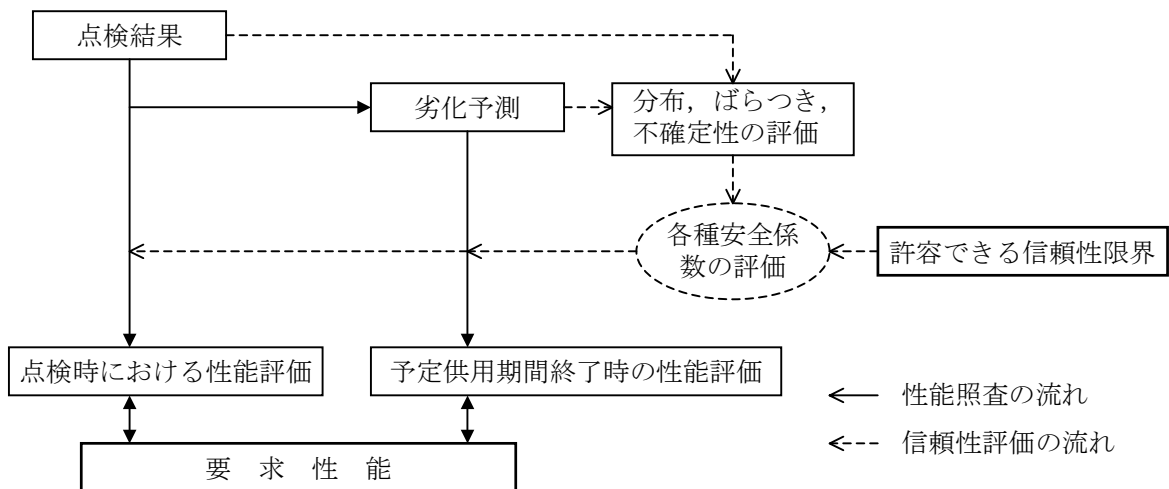 点検結果
劣化予測
分布，ばらつき，
不確定性の評価
各種安全係
数の評価
許容できる信頼性限界
点検時における性能評価
予定供用期間終了時の性能評価
性能照査の流れ
信頼性評価の流れ
要　求　性　能